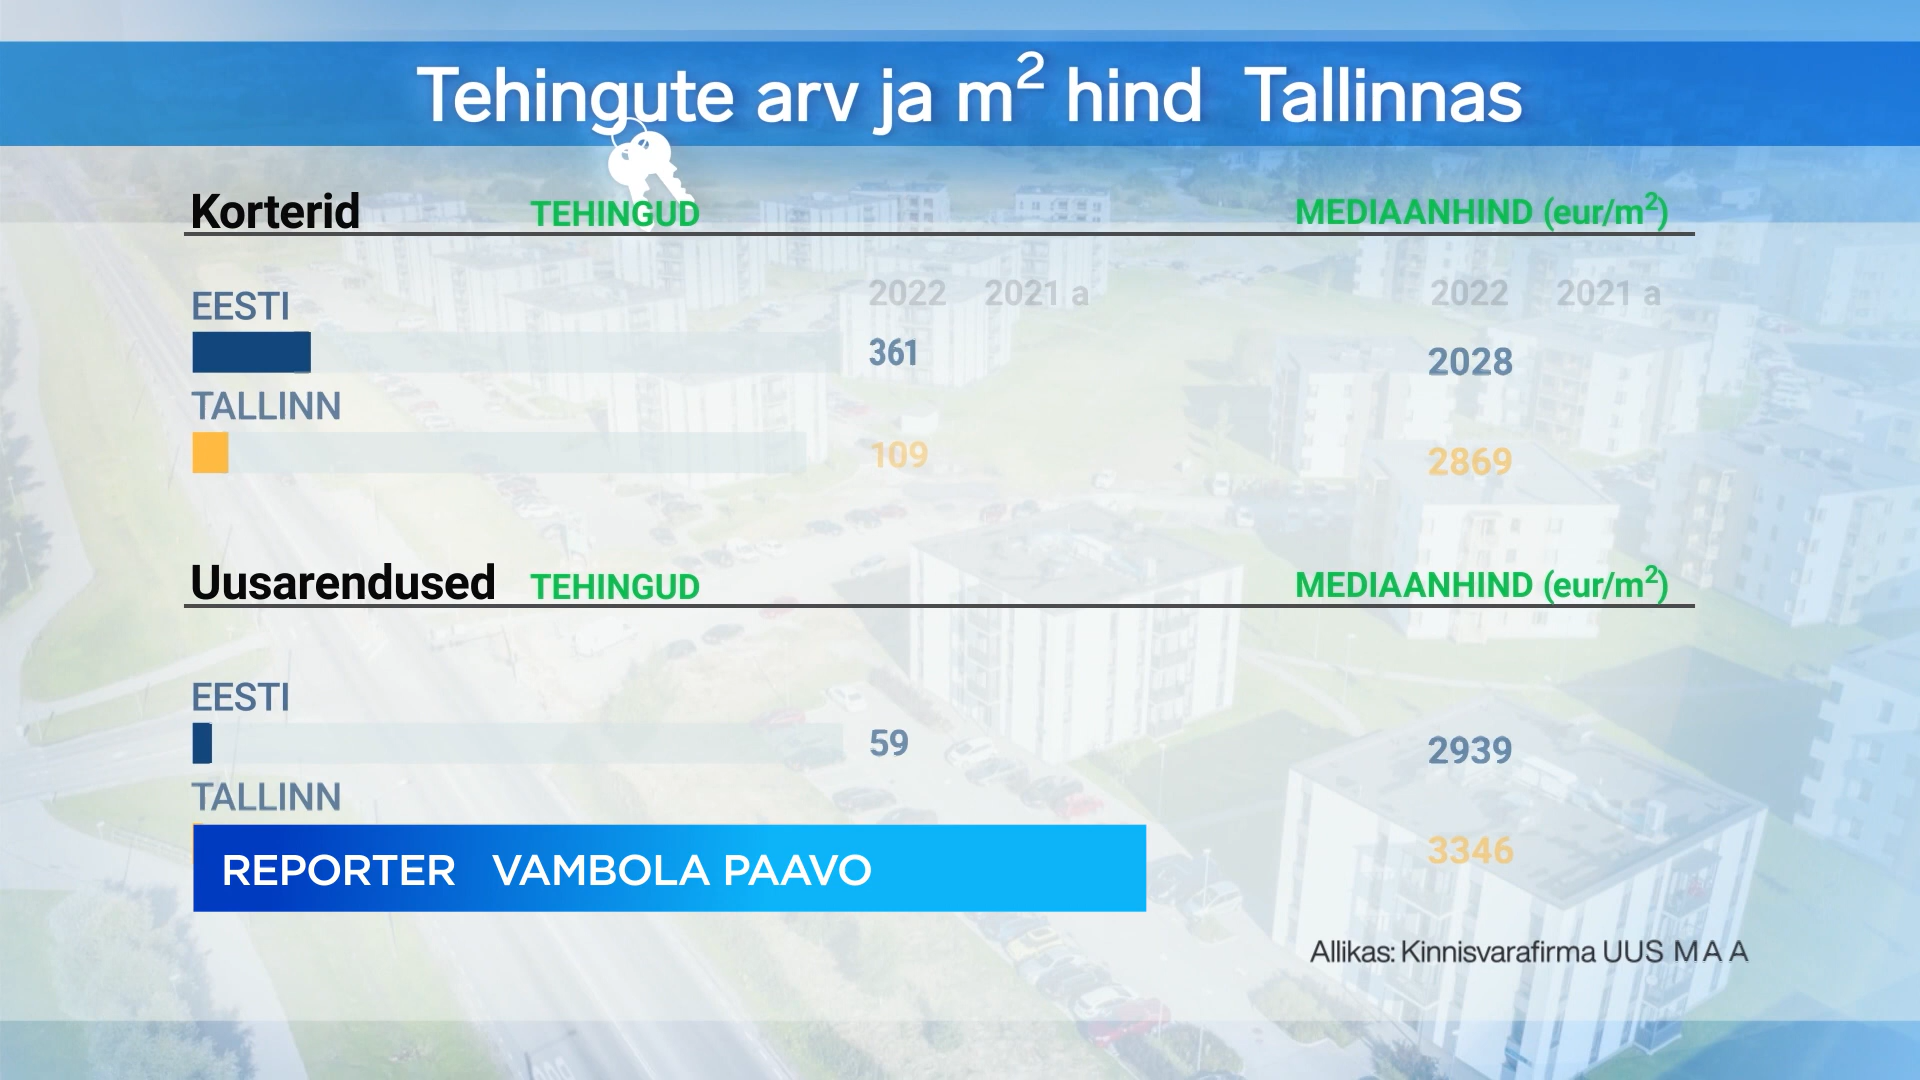 Tehingute arv ja m² hind Tallinnas
Korterid TEHINGUD MEDIAANHIND (eur/m²)
2022 2021 a 2022 2021 a
EESTI
361 2028
TALLINN
109 2869
Uusarendused TEHINGUD MEDIAANHIND (eur/m²)
EESTI
59 2939
TALLINN
3346
REPORTER VAMBOLA PAAVO
Allikas: Kinnisvarafirma UUS MAA